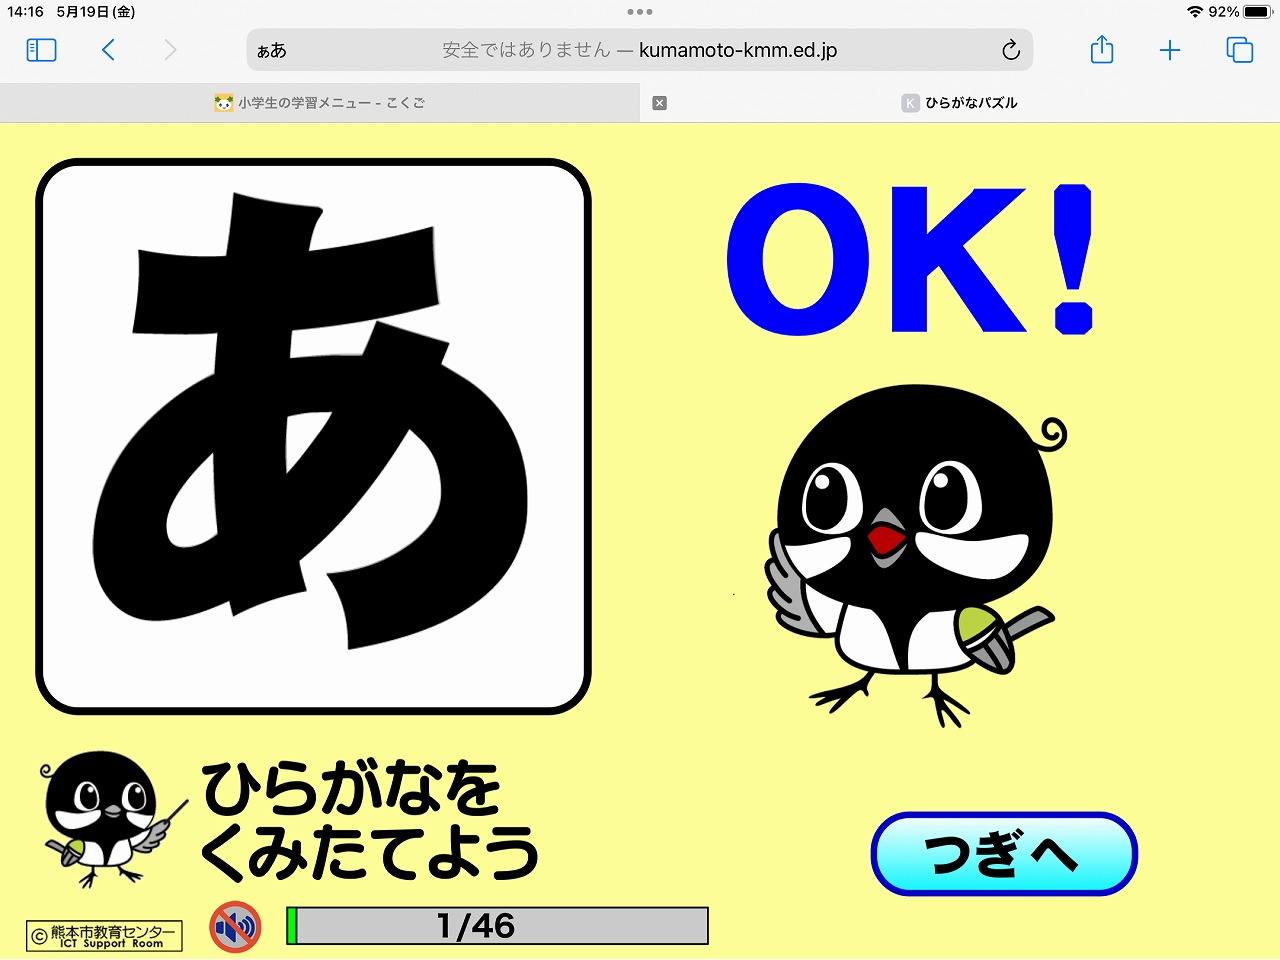 14:16 5月19日(金)
92%
ぁあ
安全ではありません — kumamoto-kmm.ed.jp
小学生の学習メニュー - こくご
K ひらがなパズル
あ
OK!
ひらがなを
くみたてよう
つぎへ
1/46
©熊本市教育センター
ICT Support Room